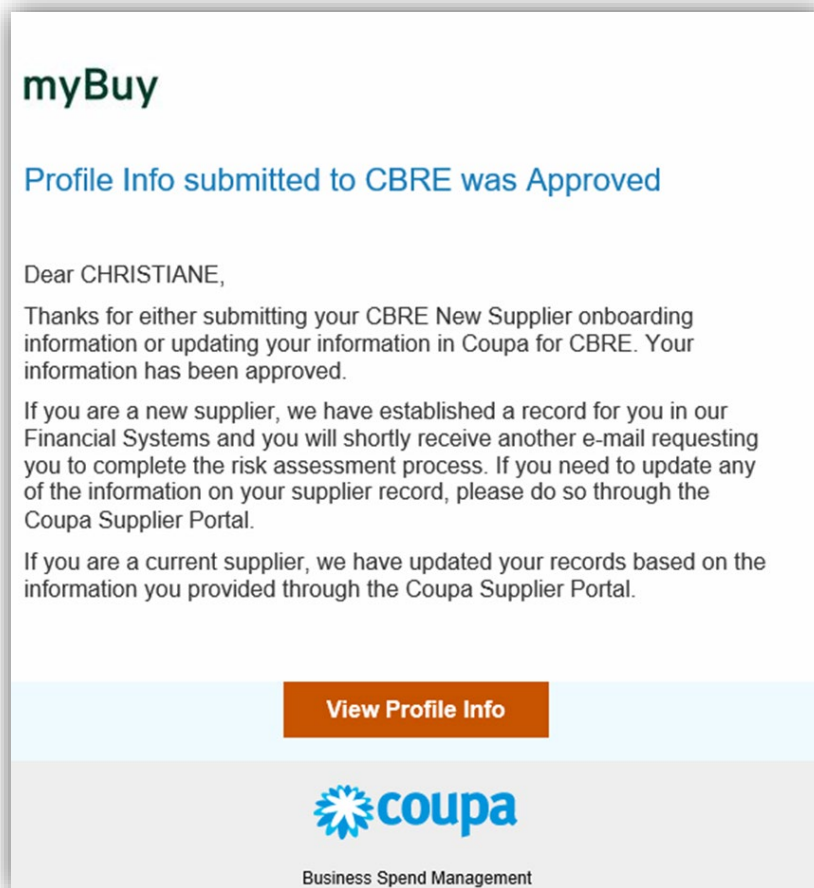 myBuy
Profile Info submitted to CBRE was Approved
Dear CHRISTIANE,
Thanks for either submitting your CBRE New Supplier onboarding
information or updating your information in Coupa for CBRE. Your
information has been approved.
If you are a new supplier, we have established a record for you in our
Financial Systems and you will shortly receive another e-mail requesting
you to complete the risk assessment process. If you need to update any
of the information on your supplier record, please do so through the
Coupa Supplier Portal.
If you are a current supplier, we have updated your records based on the
information you provided through the Coupa Supplier Portal.
View Profile Info
coupa
Business Spend Management